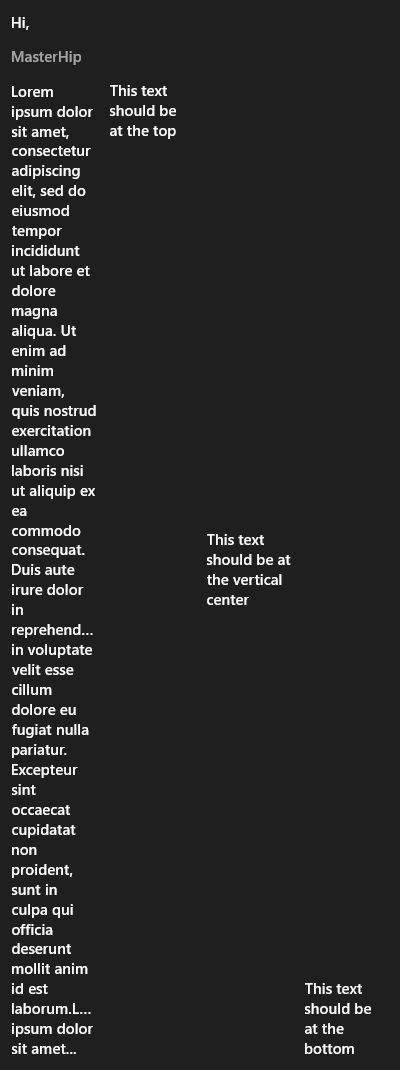 Hi,
MasterHip
Lorem
ipsum dolor
sit amet,
consectetur
adipiscing
elit, sed do
eiusmod
tempor
incididunt
ut labore et
dolore
magna
aliqua. Ut
enim ad
minim
veniam,
quis nostrud
exercitation
ullamco
laboris nisi
ut aliquip ex
ea
commodo
consequat.
Duis aute
irure dolor
in
reprehend...
in voluptate
velit esse
cillum
dolore eu
fugiat nulla
pariatur.
Excepteur
sint
occaecat
cupidatat
non
proident,
sunt in
culpa qui
officia
deserunt
mollit anim
id est
laborum.L...
ipsum dolor
sit amet...
This text
should be
at the top
This text
should be at
the vertical
center
This text
should be
at the
bottom